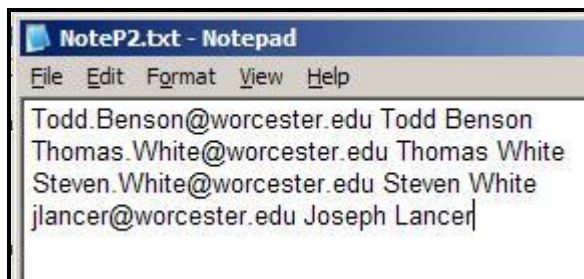 NoteP2.txt - Notepad
File Edit Format View Help
Todd.Benson@worcester.edu Todd Benson
Thomas.White@worcester.edu Thomas White
Steven.White@worcester.edu Steven White
jlancer@worcester.edu Joseph Lancer